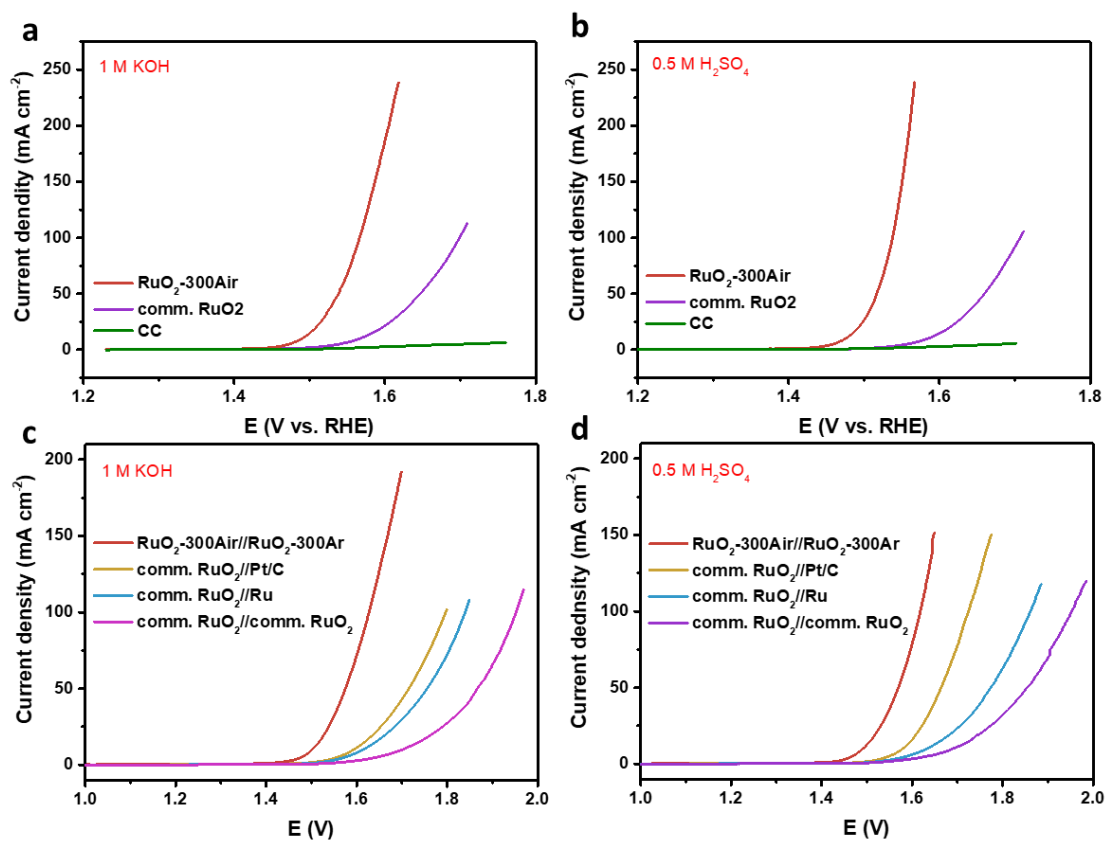 a
1 M KOH
250
200
150
100
50
0
Current dendity (mA cm⁻²)
RuO₂-300Air
comm. RuO2
CC
1.2 1.4 1.6 1.8
E (V vs. RHE)
b
0.5 M H₂SO₄
250
200
150
100
50
0
Current density (mA cm⁻²)
RuO₂-300Air
comm. RuO2
CC
1.2 1.4 1.6 1.8
E (V vs. RHE)
c
1 M KOH
200
150
100
50
0
Current density (mA cm⁻²)
RuO₂-300Air//RuO₂-300Ar
comm. RuO₂//Pt/C
comm. RuO₂//Ru
comm. RuO₂//comm. RuO₂
1.0 1.2 1.4 1.6 1.8 2.0
E (V)
d
0.5 M H₂SO₄
200
150
100
50
0
Current dednsity (mA cm⁻²)
RuO₂-300Air//RuO₂-300Ar
comm. RuO₂//Pt/C
comm. RuO₂//Ru
comm. RuO₂//comm. RuO₂
1.0 1.2 1.4 1.6 1.8 2.0
E (V)